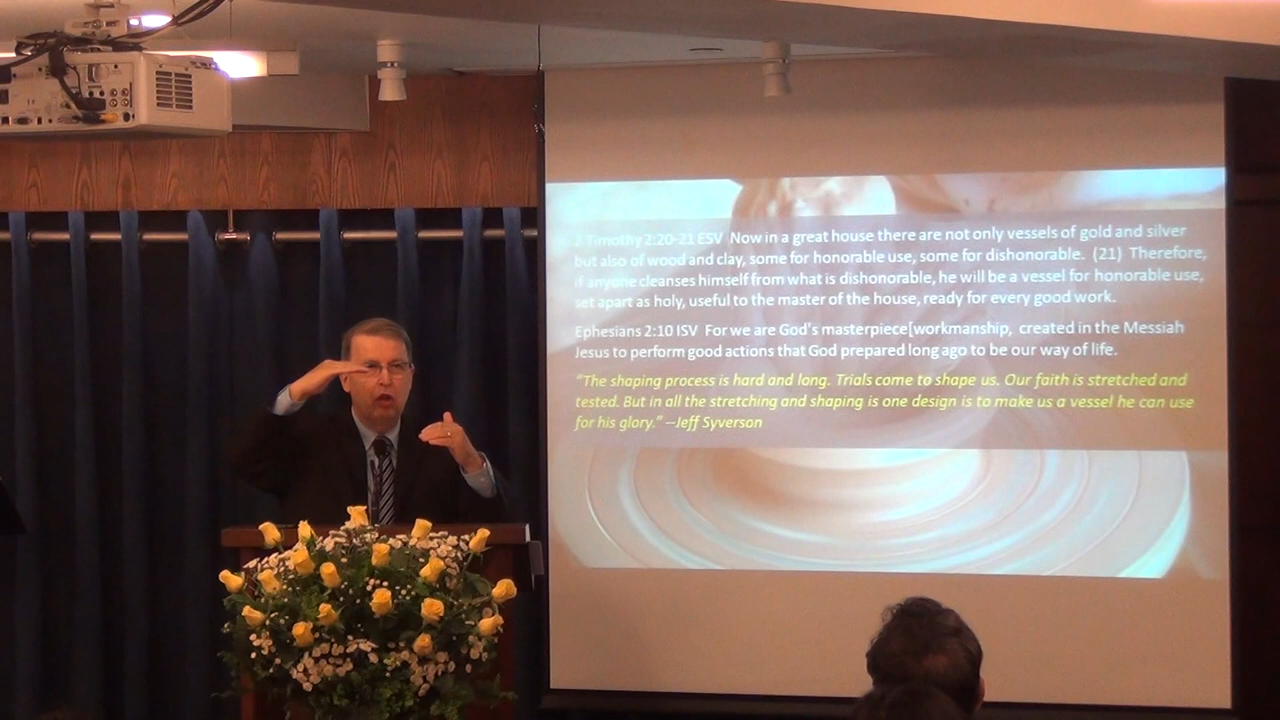 2 Timothy 2:20-21 ESV Now in a great house there are not only vessels of gold and silver
but also of wood and clay, some for honorable use, some for dishonorable. (21) Therefore,
if anyone cleanses himself from what is dishonorable, he will be a vessel for honorable use,
set apart as holy, useful to the master of the house, ready for every good work.
Ephesians 2:10 ISV For we are God's masterpiece[workmanship, created in the Messiah
Jesus to perform good actions that God prepared long ago to be our way of life.
"The shaping process is hard and long. Trials come to shape us. Our faith is stretched and
tested. But in all the stretching and shaping is one design is to make us a vessel he can use
for his glory." --Jeff Syverson